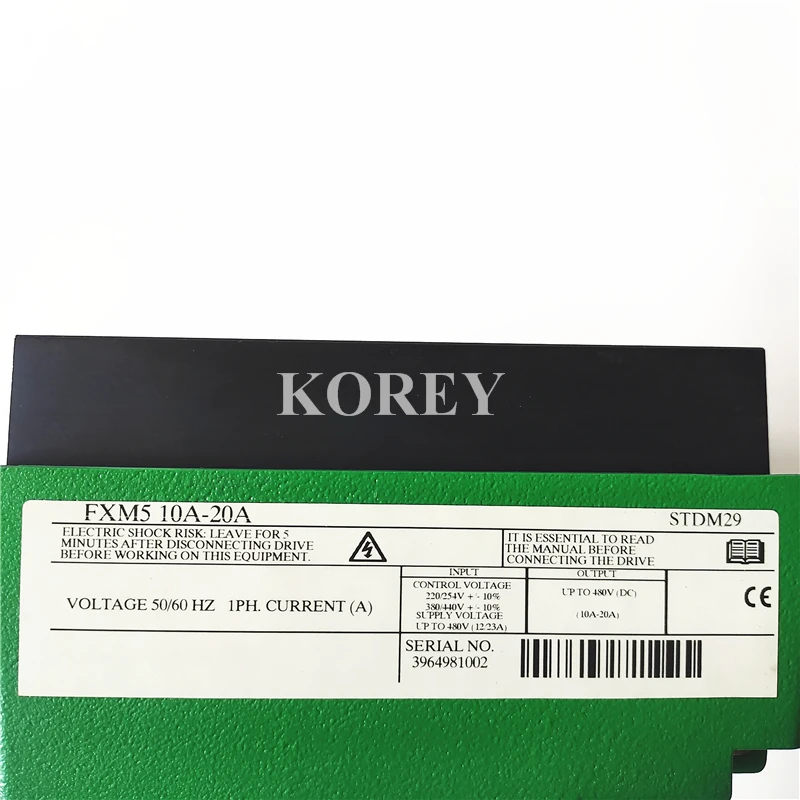 KOREY
FXM5 10A-20A
STDM29
ELECTRIC SHOCK RISK: LEAVE FOR 5
MINUTES AFTER DISCONNECTING DRIVE
BEFORE WORKING ON THIS EQUIPMENT.
IT IS ESSENTIAL TO READ
THE MANUAL BEFORE
CONNECTING THE DRIVE
VOLTAGE 50/60 HZ 1PH. CURRENT (A)
INPUT
CONTROL VOLTAGE
220/254V + - 10%
380/440V + - 10%
SUPPLY VOLTAGE
UP TO 480V (12/23A)
OUTPUT
UP TO 480V (DC)
(10A-20A)
CE
SERIAL NO.
3964981002